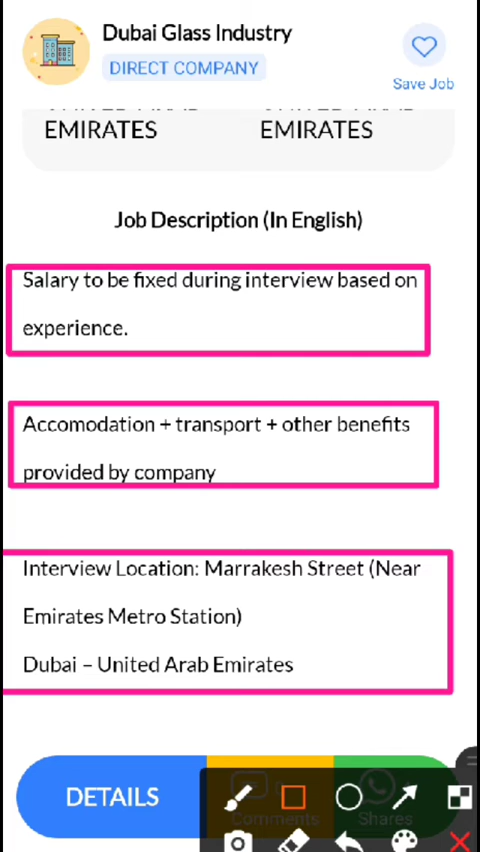 Dubai Glass Industry
DIRECT COMPANY
Save Job
EMIRATES
EMIRATES
Job Description (In English)
Salary to be fixed during interview based on
experience.
Accomodation + transport + other benefits
provided by company
Interview Location: Marrakesh Street (Near
Emirates Metro Station)
Dubai – United Arab Emirates
DETAILS
Comments
Shares